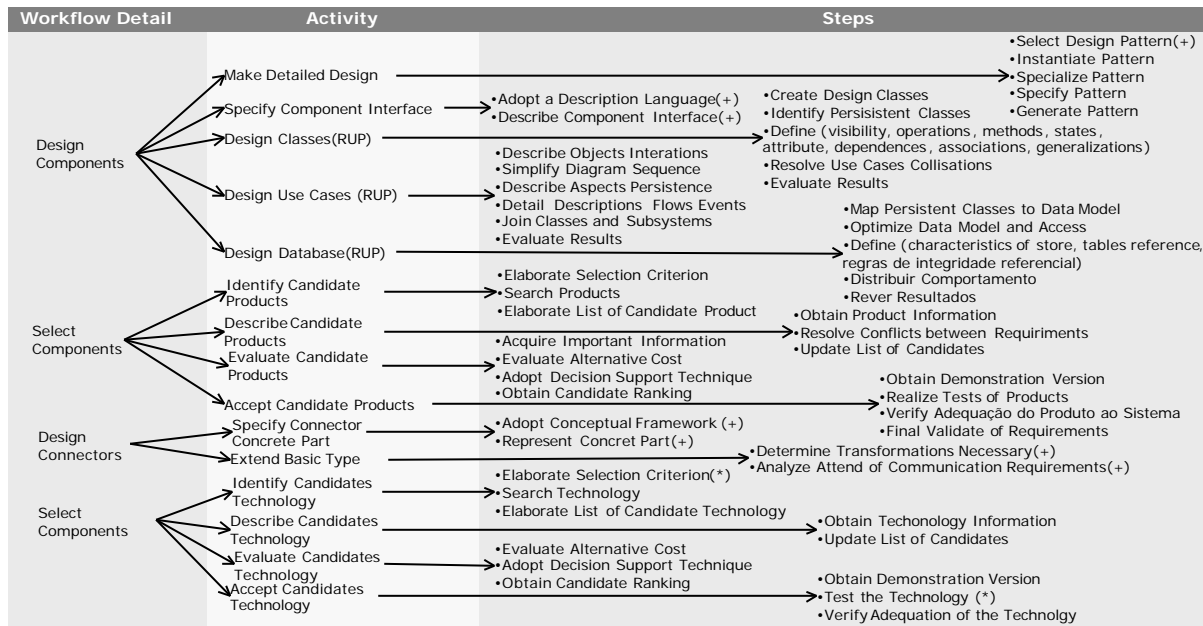 Workflow Detail Activity Steps
Design
Components
Make Detailed Design
•Select Design Pattern(+)
•Instantiate Pattern
•Specialize Pattern
•Specify Pattern
•Generate Pattern
Specify Component Interface
•Adopt a Description Language(+)
•Describe Component Interface(+)
Design Classes(RUP)
•Create Design Classes
•Identify Persisistent Classes
•Define (visibility, operations, methods, states,
attribute, dependences, associations, generalizations)
•Resolve Use Cases Collisations
•Evaluate Results
Design Use Cases (RUP)
•Describe Objects Interations
•Simplify Diagram Sequence
•Describe Aspects Persistence
•Detail Descriptions Flows Events
•Join Classes and Subsystems
•Evaluate Results
Design Database(RUP)
•Map Persistent Classes to Data Model
•Optimize Data Model and Access
•Define (characteristics of store, tables reference,
regras de integridade referencial)
•Distribuir Comportamento
•Rever Resultados
Select
Components
Identify Candidate
Products
•Elaborate Selection Criterion
•Search Products
•Elaborate List of Candidate Product
Describe Candidate
Products
•Obtain Product Information
•Resolve Conflicts between Requiriments
•Update List of Candidates
Evaluate Candidate
Products
•Acquire Important Information
•Evaluate Alternative Cost
•Adopt Decision Support Technique
•Obtain Candidate Ranking
Accept Candidate Products
•Obtain Demonstration Version
•Realize Tests of Products
•Verify Adequação do Produto ao Sistema
•Final Validate of Requirements
Design
Connectors
Specify Connector
Concrete Part
•Adopt Conceptual Framework (+)
•Represent Concret Part(+)
Extend Basic Type
•Determine Transformations Necessary(+)
•Analyze Attend of Communication Requirements(+)
Select
Components
Identify Candidates
Technology
•Elaborate Selection Criterion(*)
•Search Technology
•Elaborate List of Candidate Technology
Describe Candidates
Technology
•Obtain Techonology Information
•Update List of Candidates
Evaluate Candidates
Technology
•Evaluate Alternative Cost
•Adopt Decision Support Technique
•Obtain Candidate Ranking
Accept Candidates
Technology
•Obtain Demonstration Version
•Test the Technology (*)
•Verify Adequation of the Technolgy